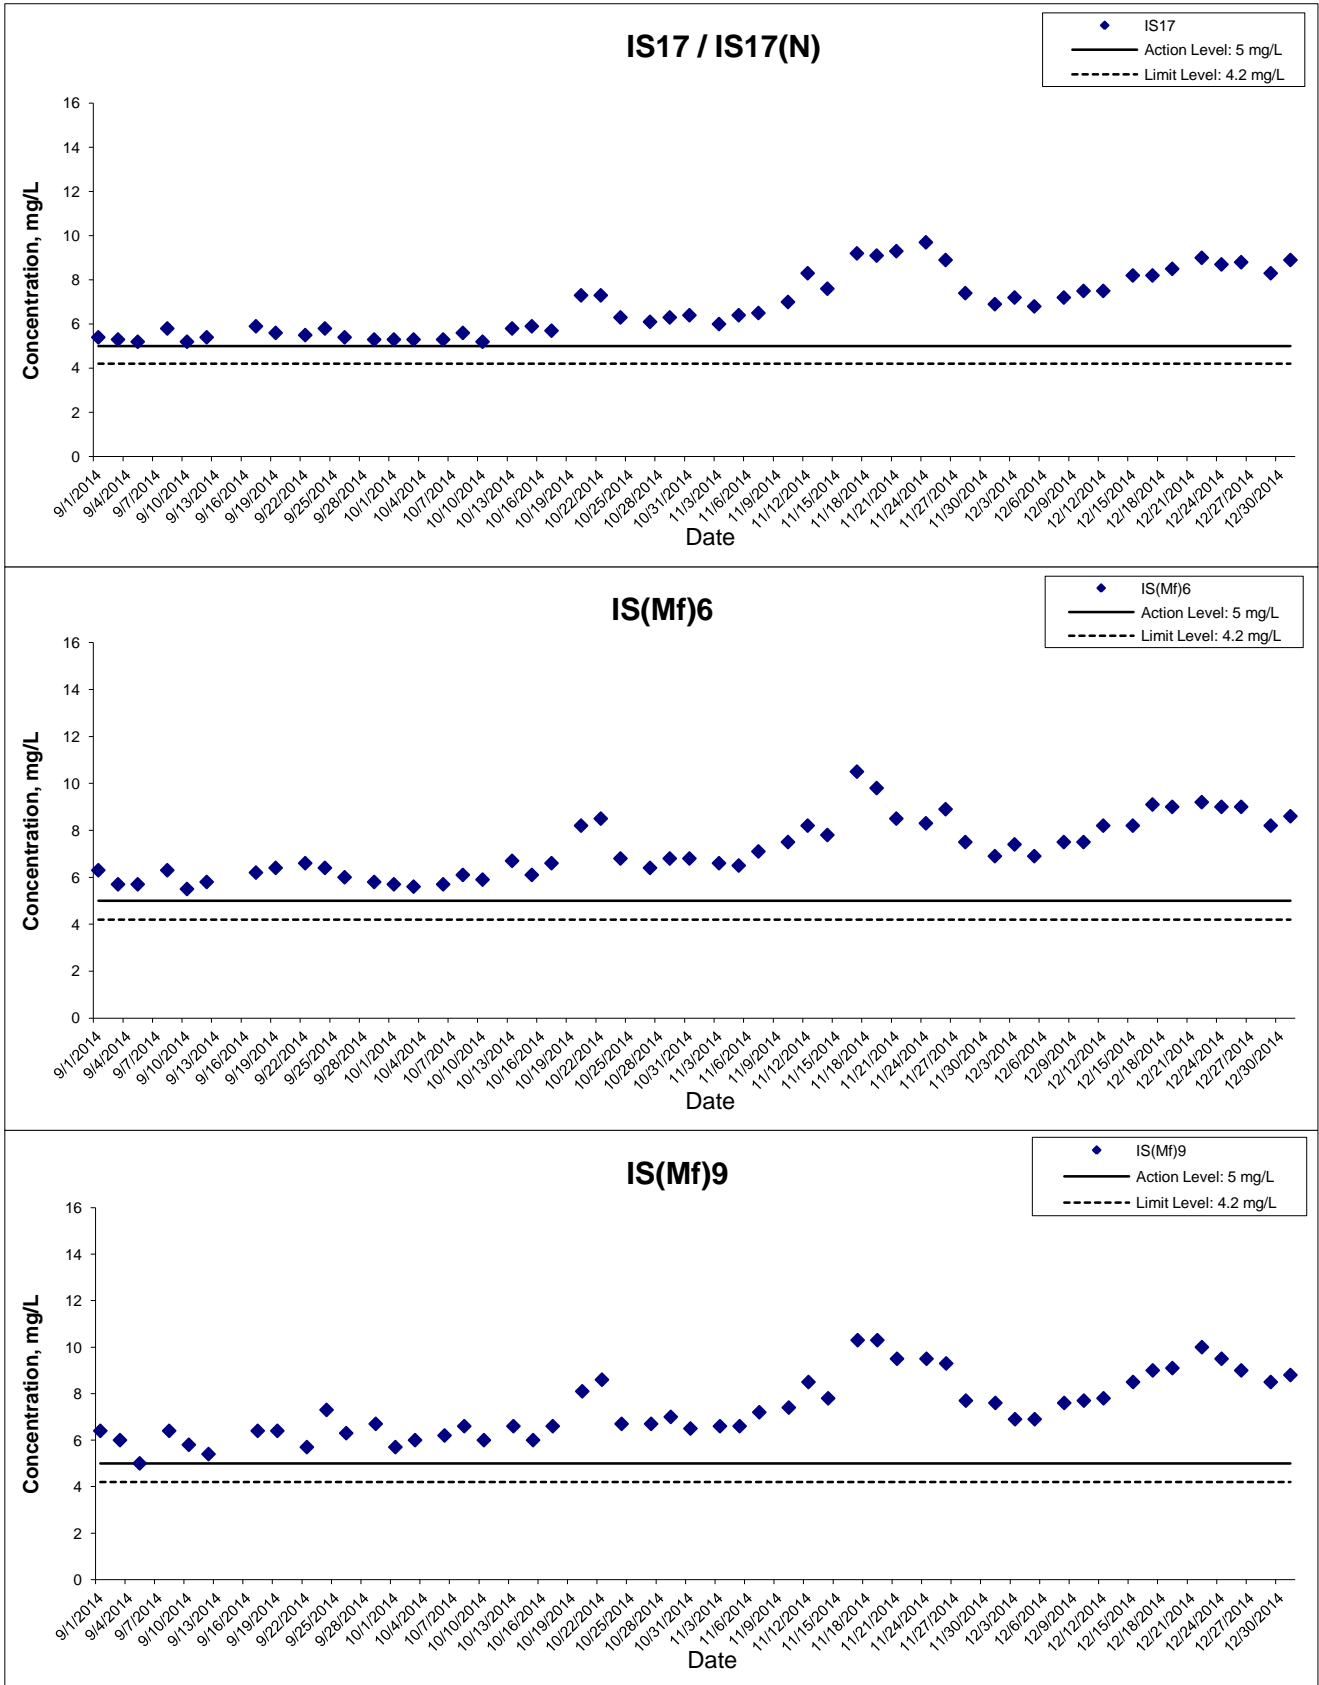 IS17 / IS17(N)
IS17
Action Level: 5 mg/L
Limit Level: 4.2 mg/L
Concentration, mg/L
16
14
12
10
8
6
4
2
0
9/1/2014 9/4/2014 9/7/2014 9/10/2014 9/13/2014 9/16/2014 9/19/2014 9/22/2014 9/25/2014 9/28/2014 10/1/2014 10/4/2014 10/7/2014 10/10/2014 10/13/2014 10/16/2014 10/19/2014 10/22/2014 10/25/2014 10/28/2014 10/31/2014 11/3/2014 11/6/2014 11/9/2014 11/12/2014 11/15/2014 11/18/2014 11/21/2014 11/24/2014 11/27/2014 11/30/2014 12/3/2014 12/6/2014 12/9/2014 12/12/2014 12/15/2014 12/18/2014 12/21/2014 12/24/2014 12/27/2014 12/30/2014
Date
IS(Mf)6
IS(Mf)6
Action Level: 5 mg/L
Limit Level: 4.2 mg/L
Concentration, mg/L
16
14
12
10
8
6
4
2
0
9/1/2014 9/4/2014 9/7/2014 9/10/2014 9/13/2014 9/16/2014 9/19/2014 9/22/2014 9/25/2014 9/28/2014 10/1/2014 10/4/2014 10/7/2014 10/10/2014 10/13/2014 10/16/2014 10/19/2014 10/22/2014 10/25/2014 10/28/2014 10/31/2014 11/3/2014 11/6/2014 11/9/2014 11/12/2014 11/15/2014 11/18/2014 11/21/2014 11/24/2014 11/27/2014 11/30/2014 12/3/2014 12/6/2014 12/9/2014 12/12/2014 12/15/2014 12/18/2014 12/21/2014 12/24/2014 12/27/2014 12/30/2014
Date
IS(Mf)9
IS(Mf)9
Action Level: 5 mg/L
Limit Level: 4.2 mg/L
Concentration, mg/L
16
14
12
10
8
6
4
2
0
9/1/2014 9/4/2014 9/7/2014 9/10/2014 9/13/2014 9/16/2014 9/19/2014 9/22/2014 9/25/2014 9/28/2014 10/1/2014 10/4/2014 10/7/2014 10/10/2014 10/13/2014 10/16/2014 10/19/2014 10/22/2014 10/25/2014 10/28/2014 10/31/2014 11/3/2014 11/6/2014 11/9/2014 11/12/2014 11/15/2014 11/18/2014 11/21/2014 11/24/2014 11/27/2014 11/30/2014 12/3/2014 12/6/2014 12/9/2014 12/12/2014 12/15/2014 12/18/2014 12/21/2014 12/24/2014 12/27/2014 12/30/2014
Date